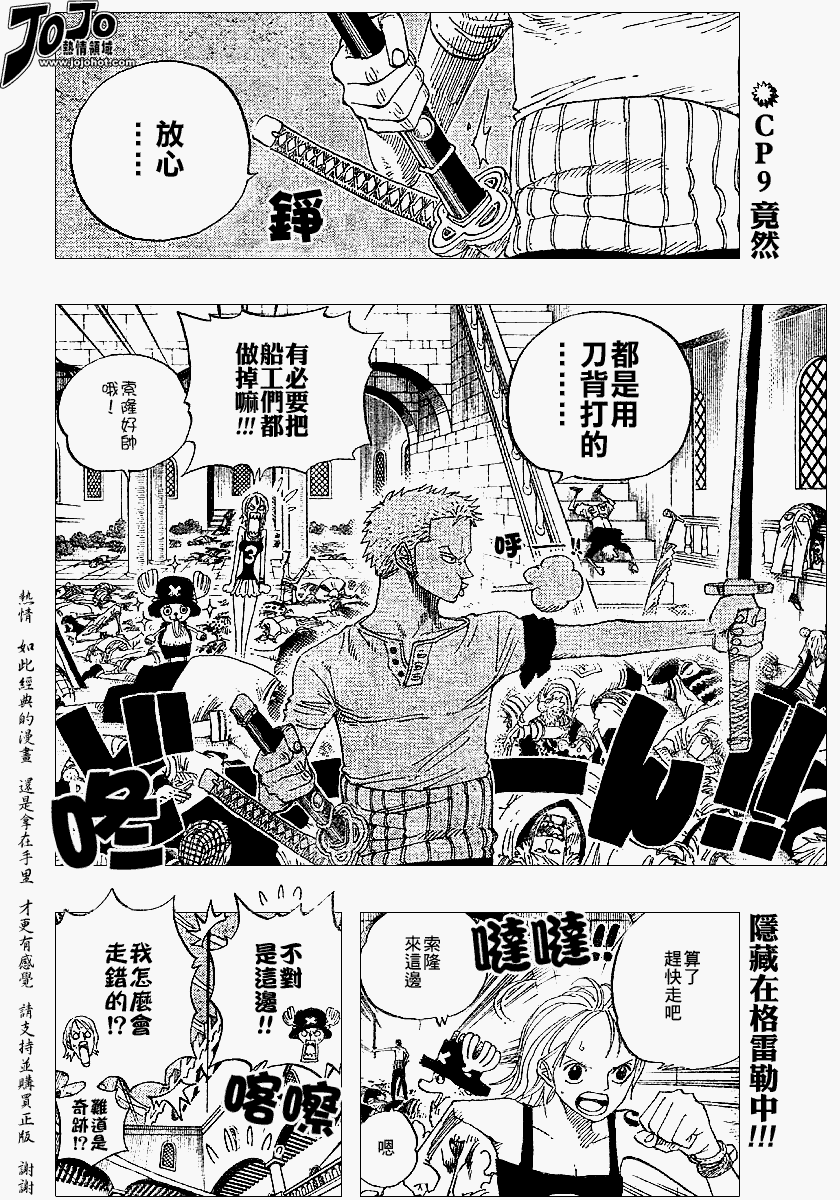 JOJO
熱情領域
www.jojohot.com
CP9竟然
放心
……
錚
都是用
刀背打的
………
有必要把
船工們都
做掉嘛!!!
索隆好帥
哦！
呼
!!
ど
ん!!
咚
隱藏在格雷勒中!!!
算了
趕快走吧
索隆
來這邊
噠噠!!
嗯
不對
是這邊!!
我怎麼會
走錯的!?
喀嚓
難道是
奇跡!?
熱情 如此經典的漫畫 還是拿在手里 才更有感覺 請支持並購買正版 謝謝